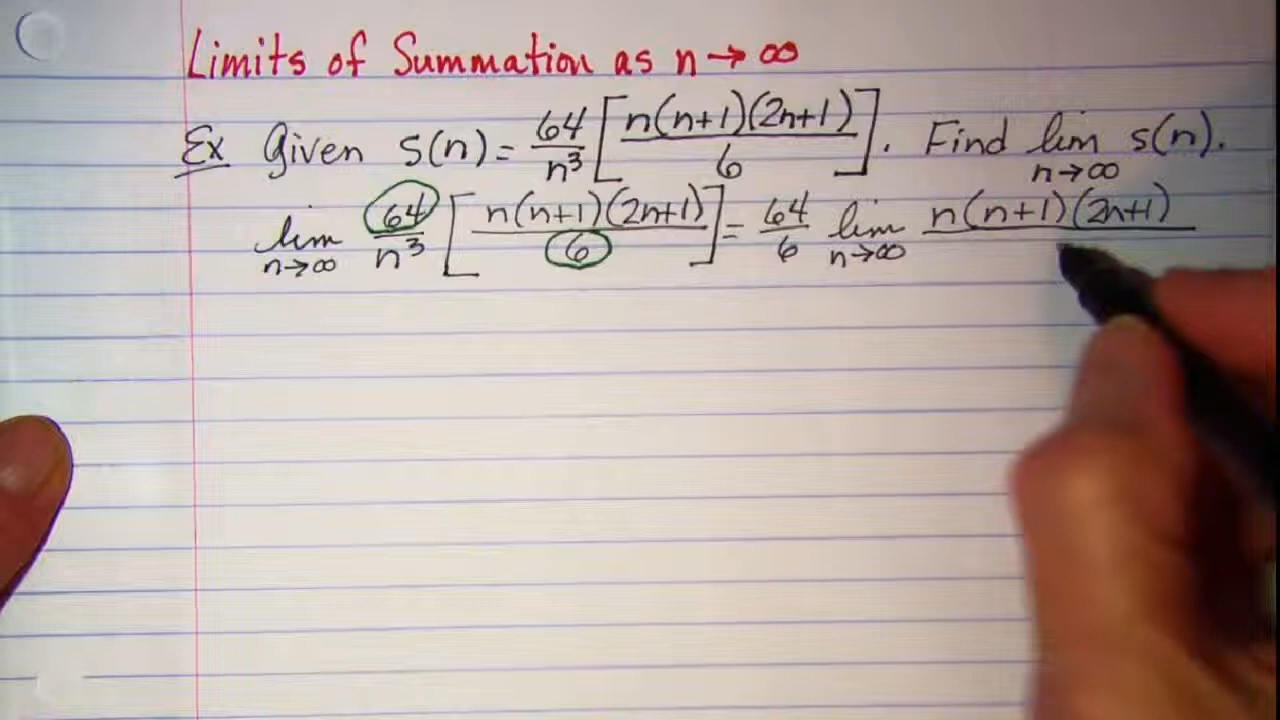 Limits of Summation as n→∞
Ex Given s(n) = 64/n³ [n(n+1)(2n+1)/6]. Find lim n→∞ s(n).
lim n→∞ 64/n³ [n(n+1)(2n+1)/6] = 64/6 lim n→∞ n(n+1)(2n+1)